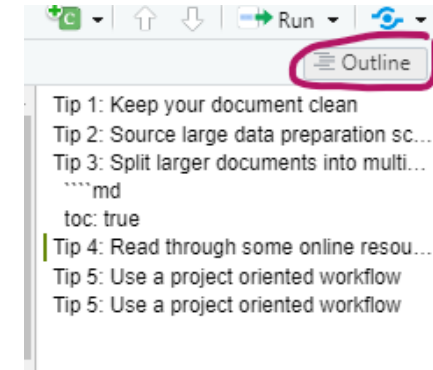 Run
Outline
Tip 1: Keep your document clean
Tip 2: Source large data preparation sc...
Tip 3: Split larger documents into multi...
````md
toc: true
Tip 4: Read through some online resou...
Tip 5: Use a project oriented workflow
Tip 5: Use a project oriented workflow